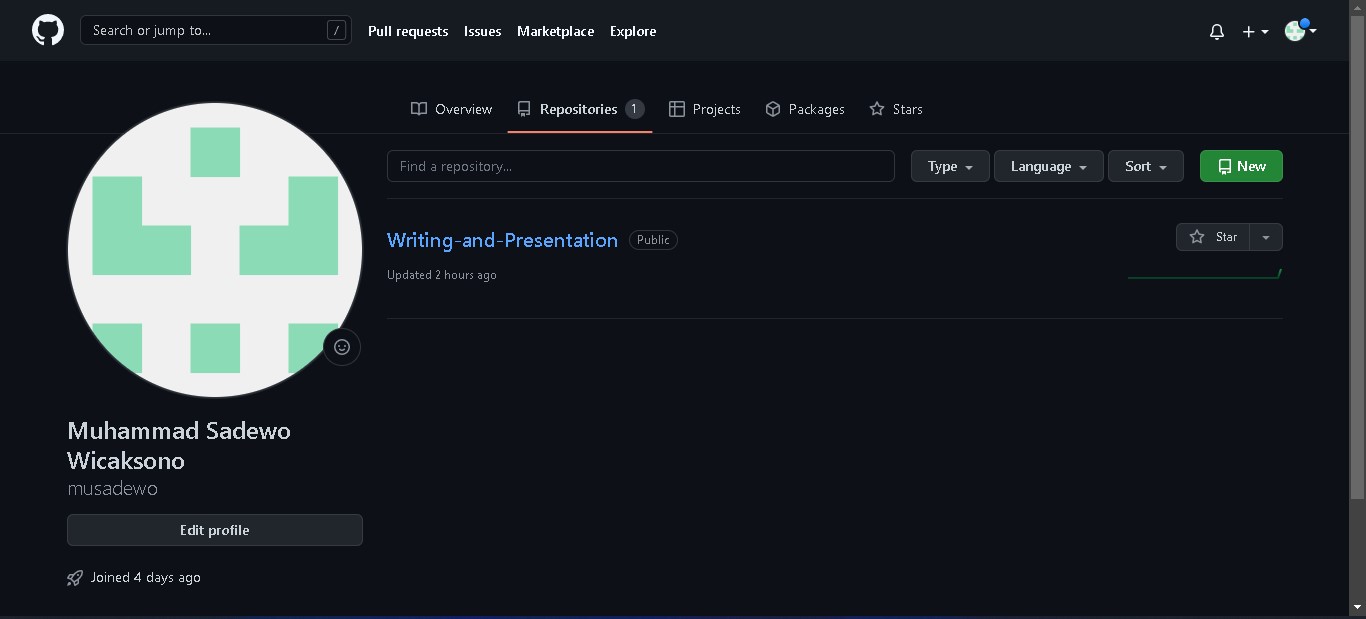 Search or jump to... /
Pull requests Issues Marketplace Explore
Overview Repositories 1 Projects Packages Stars
Find a repository... Type Language Sort New
Writing-and-Presentation Public Star
Updated 2 hours ago
Muhammad Sadewo
Wicaksono
musadewo
Edit profile
Joined 4 days ago